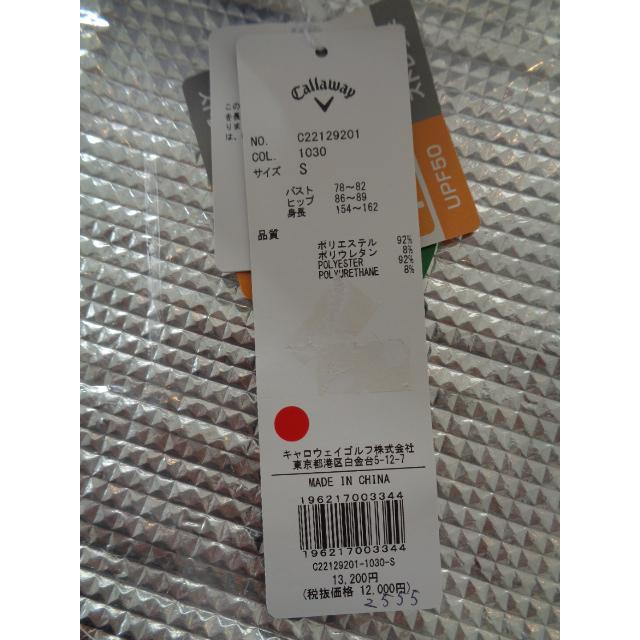 Callaway
NO. C22129201
COL. 1030
サイズ S
バスト 78〜82
ヒップ 86〜89
身長 154〜162
品質
ポリエステル 92%
ポリウレタン 8%
POLYESTER 92%
POLYURETHANE 8%
キャロウェイゴルフ株式会社
東京都港区白金台5-12-7
MADE IN CHINA
196217003344
196217003344
C22129201-1030-S
13,200円
(税抜価格 12,000円)
2555
UPF50